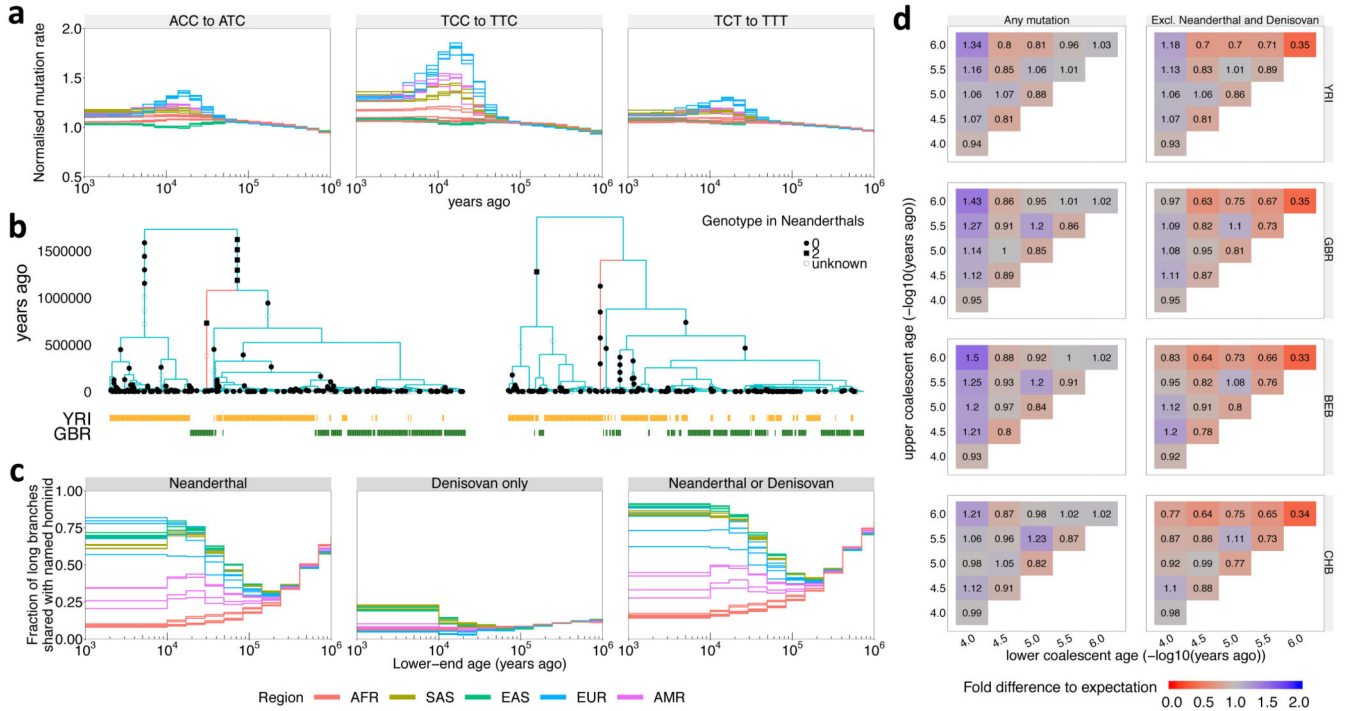 a
ACC to ATC
TCC to TTC
TCT to TTT
Normalised mutation rate
2.0
1.5
1.0
0.5
10³ 10⁴ 10⁵ 10⁶
10³ 10⁴ 10⁵ 10⁶
10³ 10⁴ 10⁵ 10⁶
years ago
b
Genotype in Neanderthals
0
2
unknown
years ago
1500000
1000000
500000
0
YRI
GBR
c
Neanderthal
Denisovan only
Neanderthal or Denisovan
Fraction of long branches
shared with named hominid
1.00
0.75
0.50
0.25
0.00
10³ 10⁴ 10⁵ 10⁶
10³ 10⁴ 10⁵ 10⁶
10³ 10⁴ 10⁵ 10⁶
Lower-end age (years ago)
Region AFR SAS EAS EUR AMR
d
Any mutation
Excl. Neanderthal and Denisovan
upper coalescent age (-log10(years ago))
6.0 1.34 0.8 0.81 0.96 1.03 1.18 0.7 0.7 0.71 0.35
5.5 1.16 0.85 1.06 1.01 1.13 0.83 1.01 0.89
5.0 1.06 1.07 0.88 1.06 1.06 0.86
4.5 1.07 0.81 1.07 0.81
4.0 0.94 0.93
YRI
6.0 1.43 0.86 0.95 1.01 1.02 0.97 0.63 0.75 0.67 0.35
5.5 1.27 0.91 1.2 0.86 1.09 0.82 1.1 0.73
5.0 1.14 1 0.85 1.08 0.95 0.81
4.5 1.12 0.89 1.11 0.87
4.0 0.95 0.95
GBR
6.0 1.5 0.88 0.92 1 1.02 0.83 0.64 0.73 0.66 0.33
5.5 1.25 0.93 1.2 0.91 0.95 0.82 1.08 0.76
5.0 1.2 0.97 0.84 1.12 0.91 0.8
4.5 1.21 0.8 1.2 0.78
4.0 0.93 0.92
BEB
6.0 1.21 0.87 0.98 1.02 1.02 0.77 0.64 0.75 0.65 0.34
5.5 1.06 0.96 1.23 0.87 0.87 0.86 1.11 0.73
5.0 0.98 1.05 0.82 0.92 0.99 0.77
4.5 1.12 0.91 1.1 0.88
4.0 0.99 0.98
CHB
4.0 4.5 5.0 5.5 6.0 4.0 4.5 5.0 5.5 6.0
lower coalescent age (-log10(years ago))
Fold difference to expectation
0.0 0.5 1.0 1.5 2.0